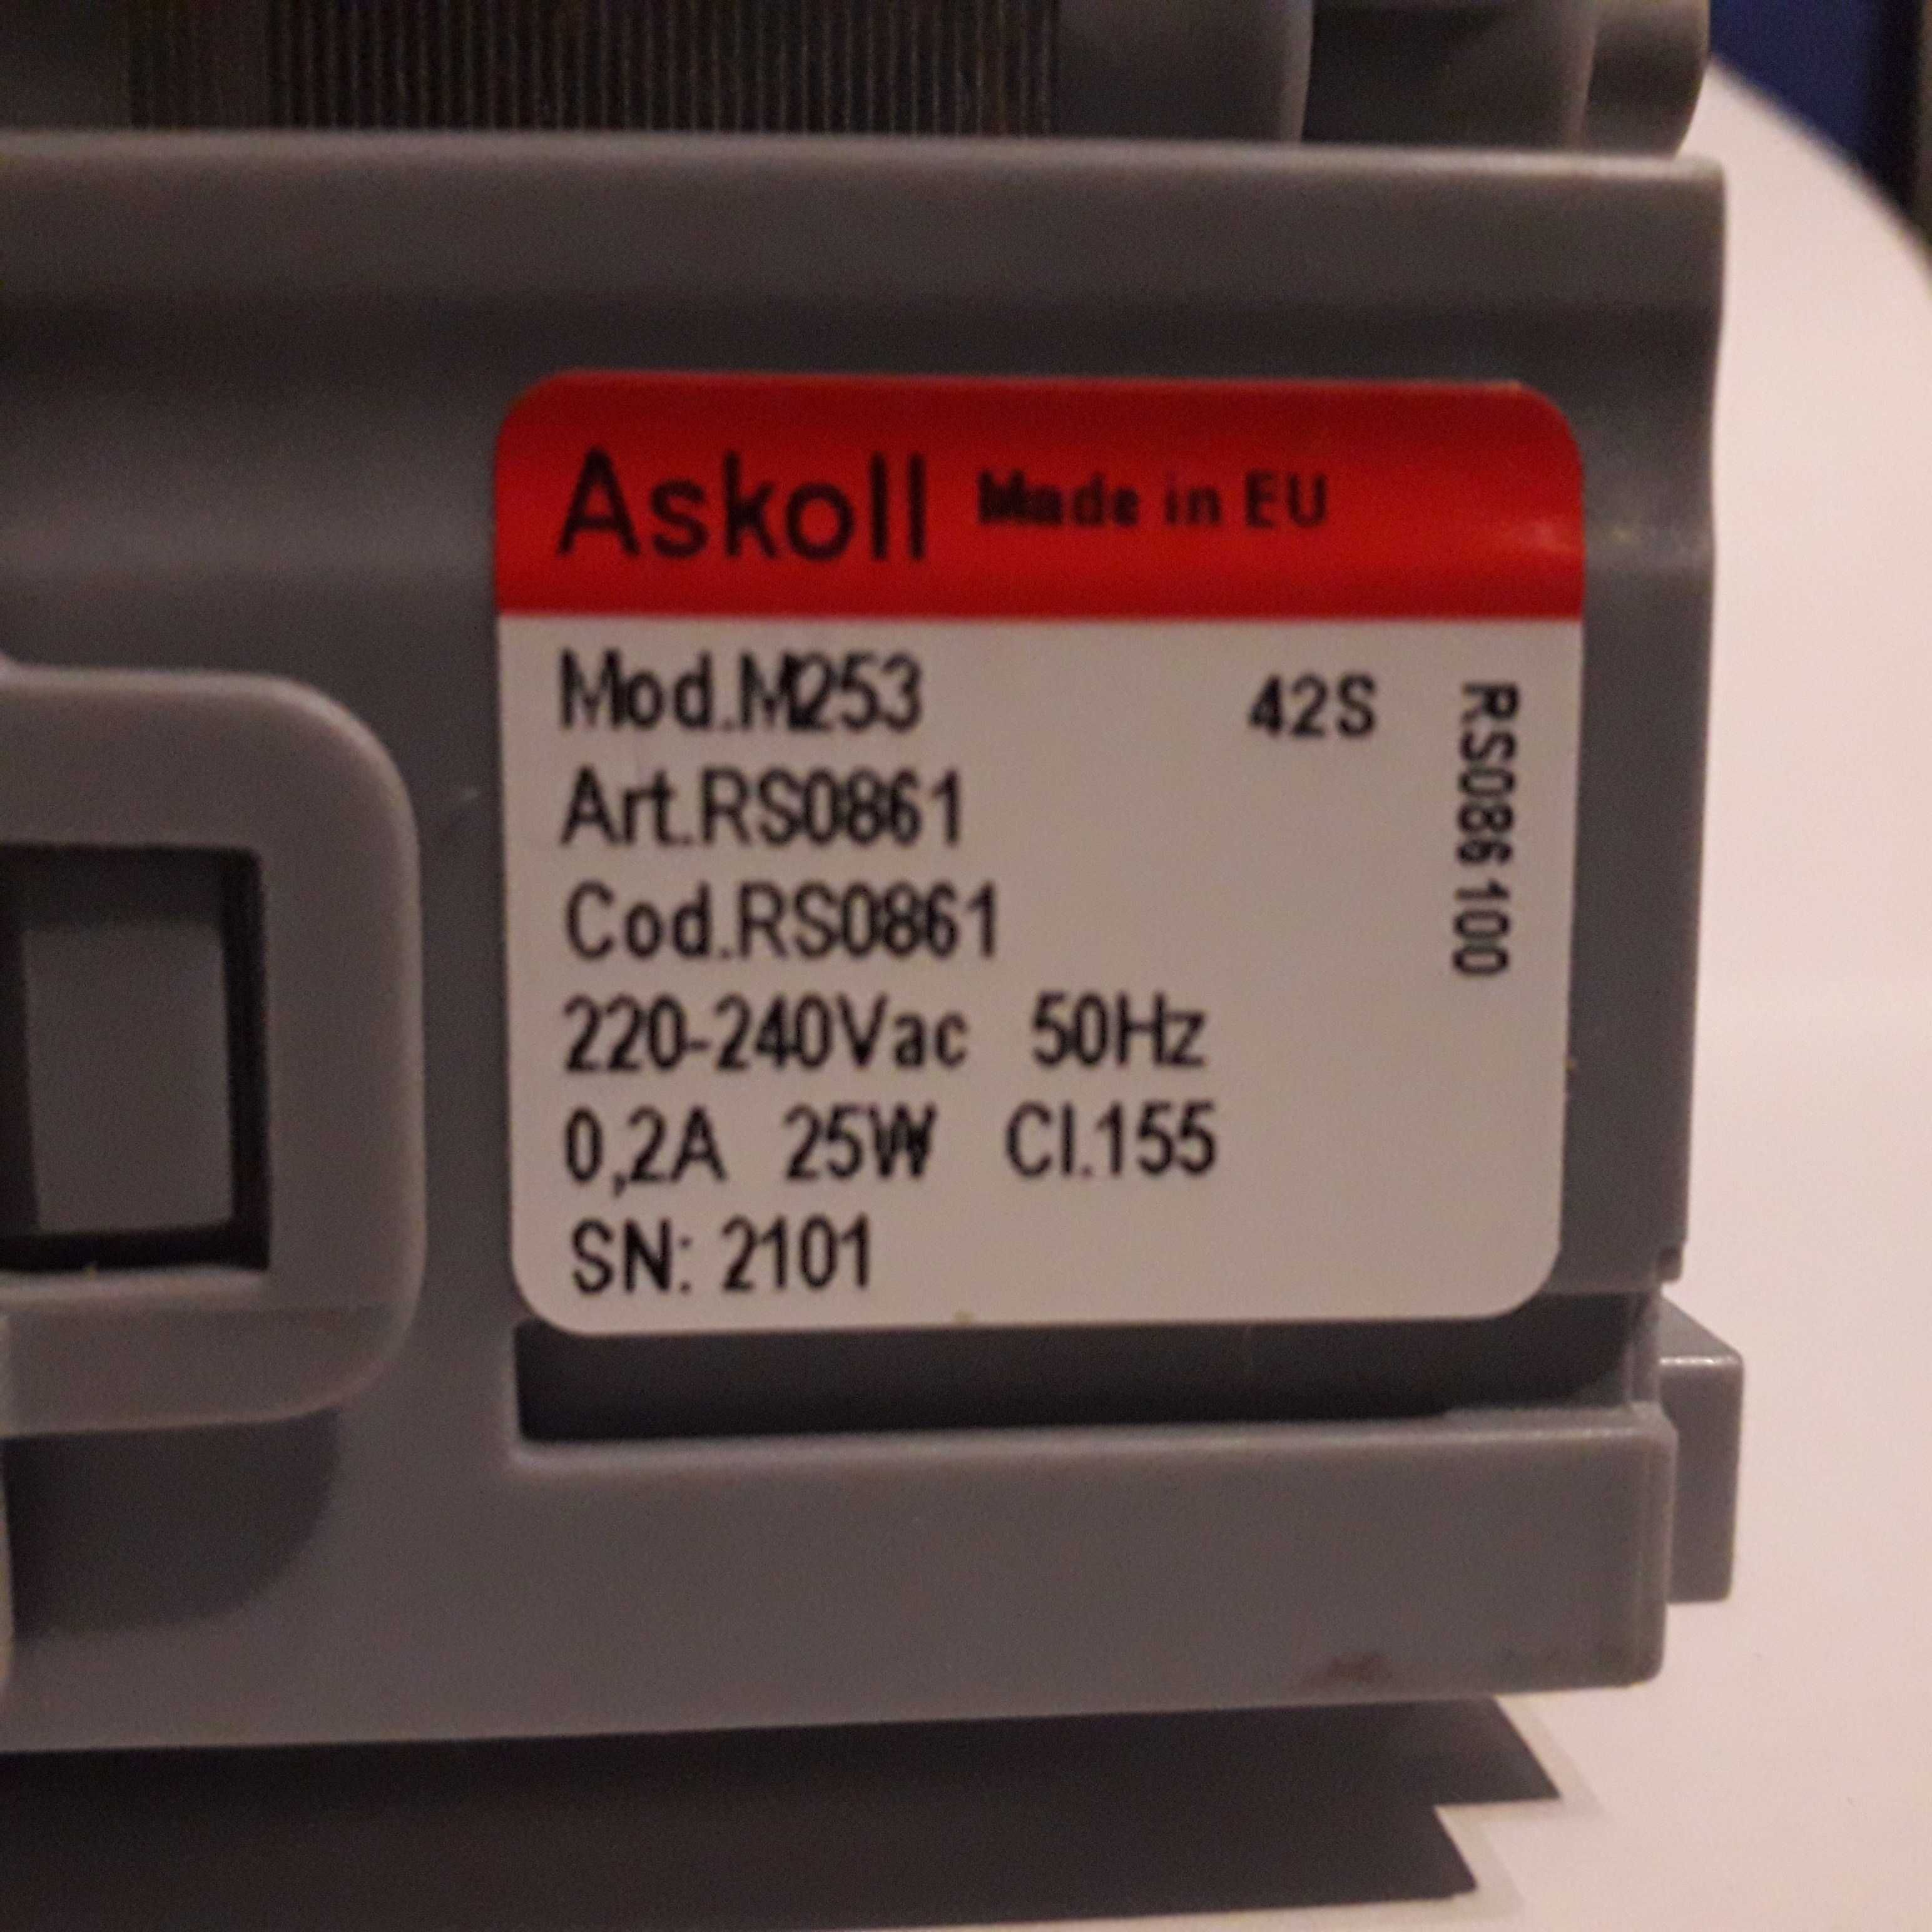 Askoll Made in EU
Mod.M253 42S
Art.RS0861
Cod.RS0861
220-240Vac 50Hz
0,2A 25W Cl.155
SN: 2101
RS086100